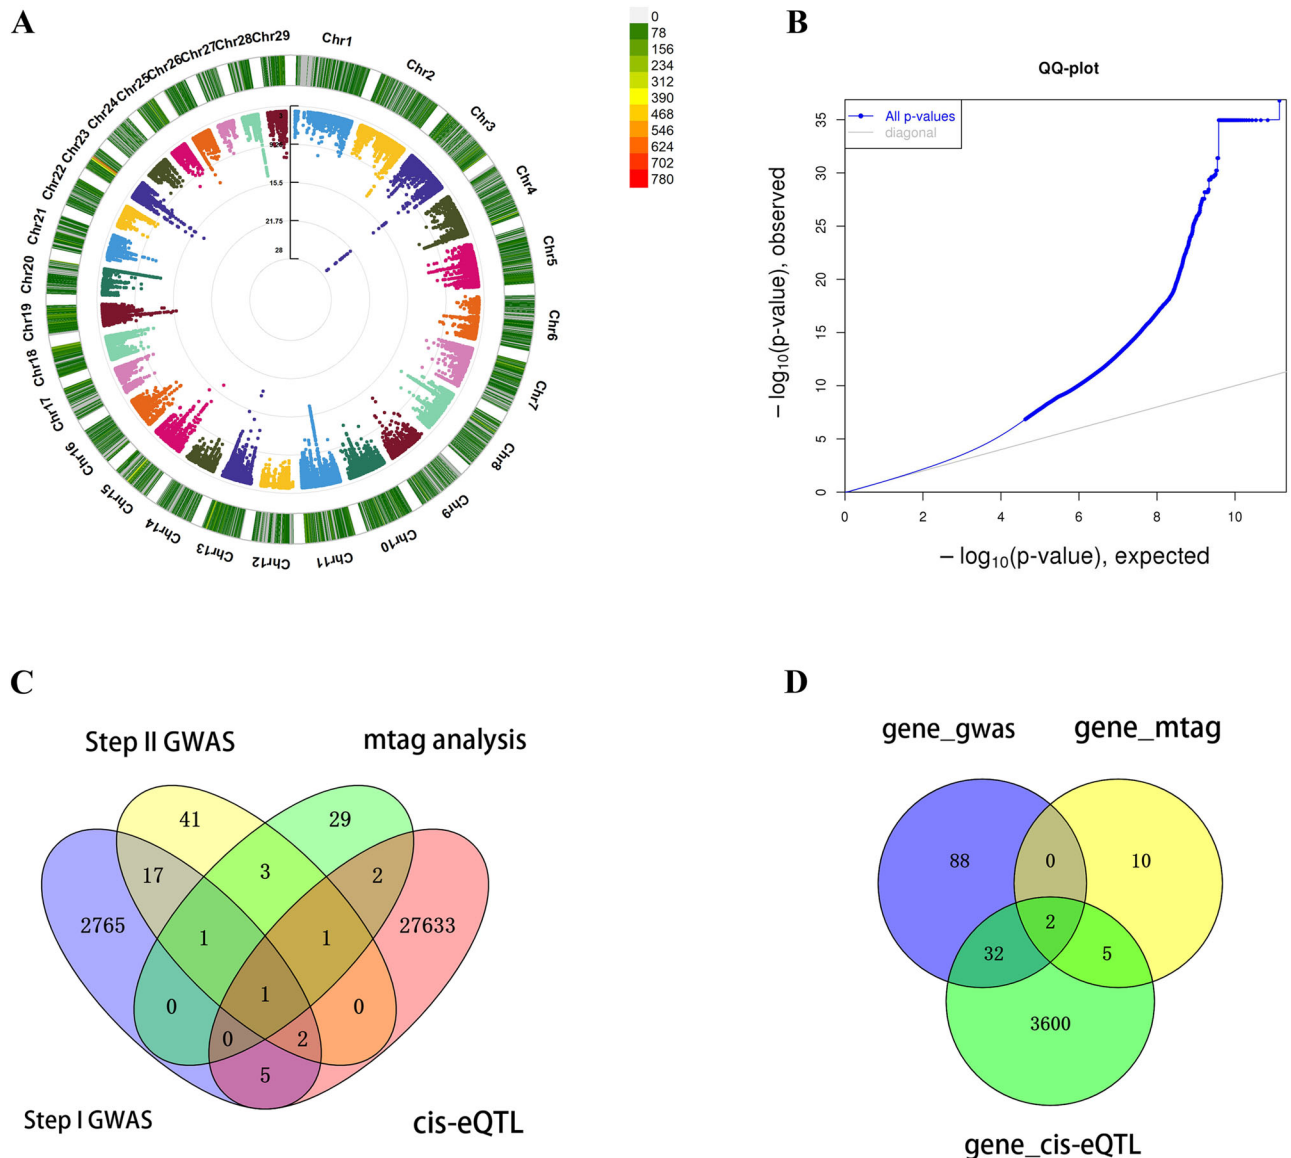 A
Chr1
Chr2
Chr3
Chr4
Chr5
Chr6
Chr7
Chr8
Chr9
Chr10
Chr11
Chr12
Chr13
Chr14
Chr15
Chr16
Chr17
Chr18
Chr19
Chr20
Chr21
Chr22
Chr23
Chr24
Chr25
Chr26
Chr27
Chr28
Chr29
15.5
21.75
28
0
78
156
234
312
390
468
546
624
702
780
B
QQ-plot
All p-values
diagonal
35
30
25
20
15
10
5
0
– log10(p-value), observed
0 2 4 6 8 10
– log10(p-value), expected
C
Step II GWAS mtag analysis
41 29
17 3 2
2765 1 1 27633
0 1 0
0 2
5
Step I GWAS cis-eQTL
D
gene_gwas gene_mtag
88 0 10
2
32 5
3600
gene_cis-eQTL